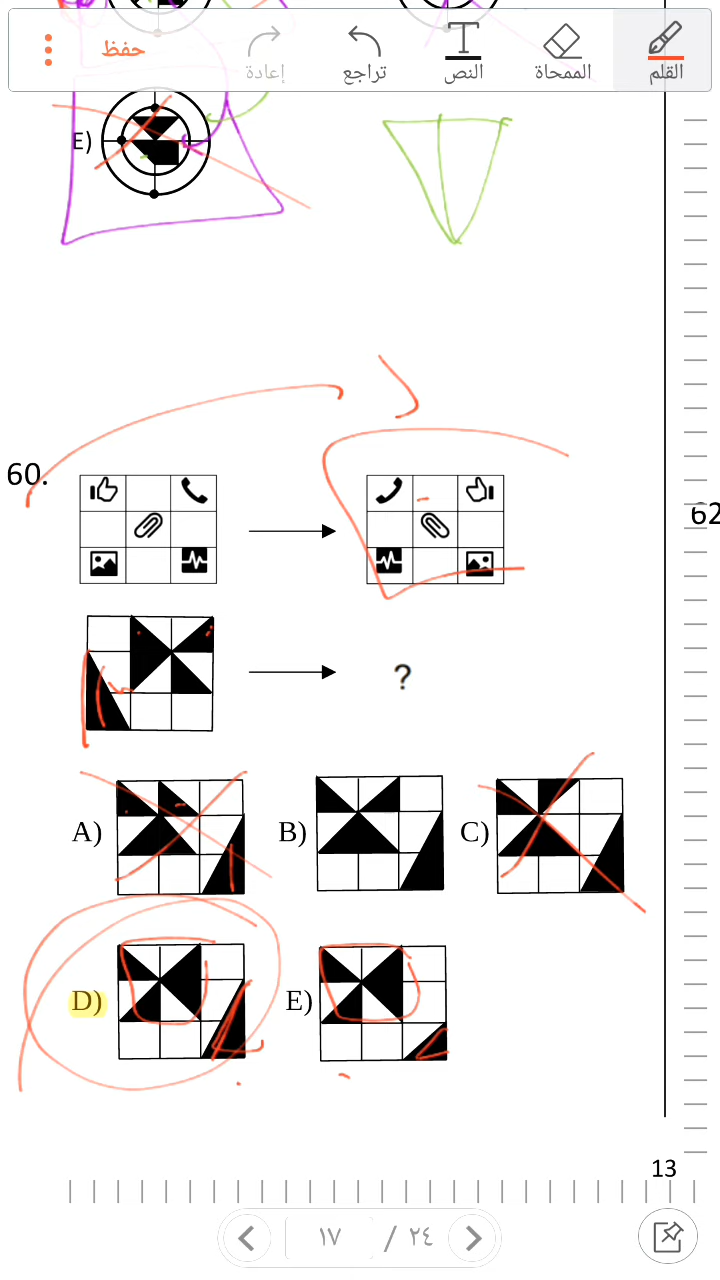 حفظ
إعادة
تراجع
النص
الممحاة
القلم
E)
60.
62
?
A)
B)
C)
D)
E)
13
١٧ / ٢٤